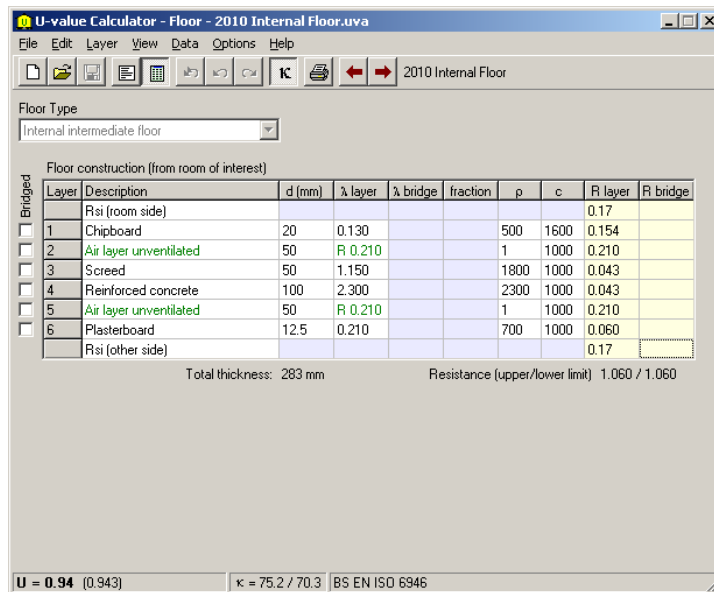 U-value Calculator - Floor - 2010 Internal Floor.uva
File Edit Layer View Data Options Help
κ 2010 Internal Floor
Floor Type
Internal intermediate floor
Floor construction (from room of interest)
Bridged
Layer Description d (mm) λ layer λ bridge fraction ρ c R layer R bridge
Rsi (room side) 0.17
1 Chipboard 20 0.130 500 1600 0.154
2 Air layer unventilated 50 R 0.210 1 1000 0.210
3 Screed 50 1.150 1800 1000 0.043
4 Reinforced concrete 100 2.300 2300 1000 0.043
5 Air layer unventilated 50 R 0.210 1 1000 0.210
6 Plasterboard 12.5 0.210 700 1000 0.060
Rsi (other side) 0.17
Total thickness: 283 mm Resistance (upper/lower limit) 1.060 / 1.060
U = 0.94 (0.943) κ = 75.2 / 70.3 BS EN ISO 6946